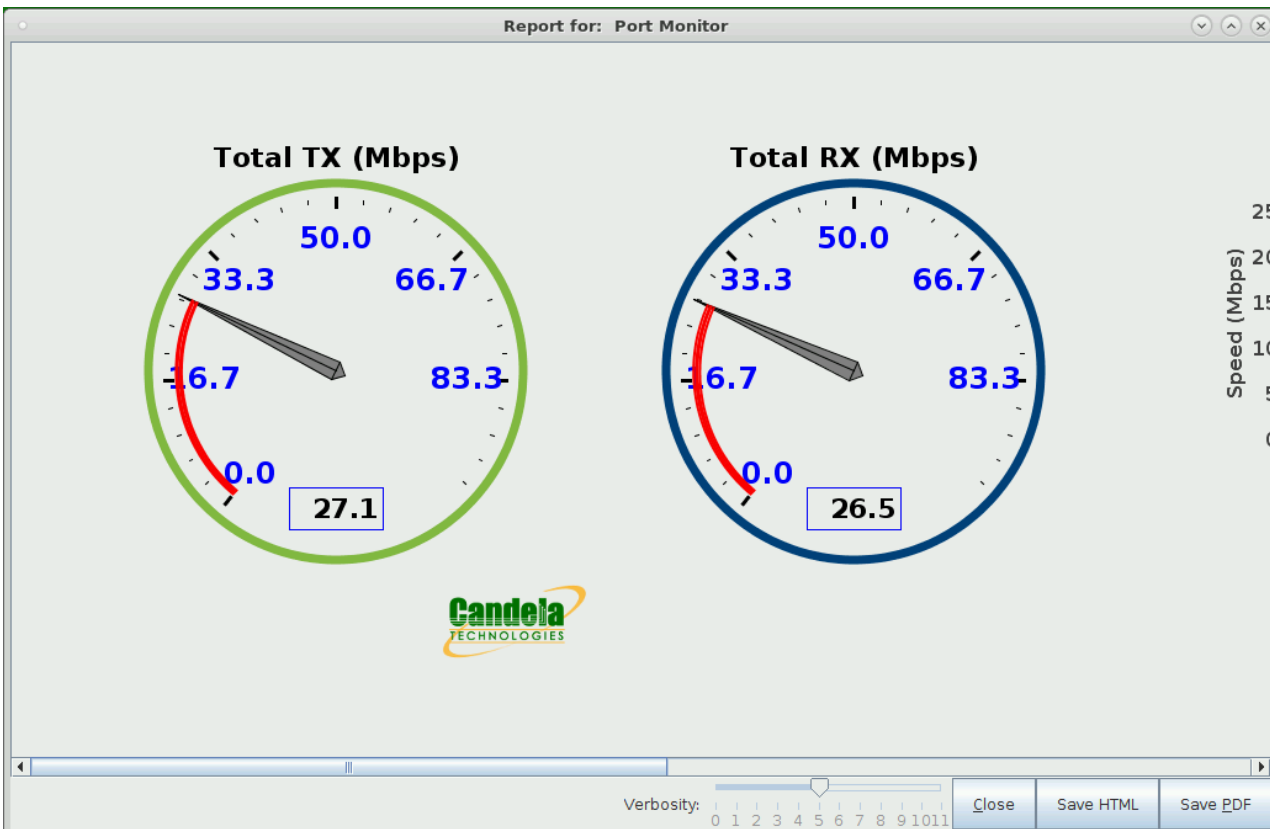 Report for: Port Monitor
Total TX (Mbps)
50.0
33.3
66.7
16.7
83.3
0.0
27.1
Total RX (Mbps)
50.0
33.3
66.7
16.7
83.3
0.0
26.5
Speed (Mbps)
5
0
Candela
TECHNOLOGIES
Verbosity:
0 1 2 3 4 5 6 7 8 9 10 11
Close
Save HTML
Save PDF